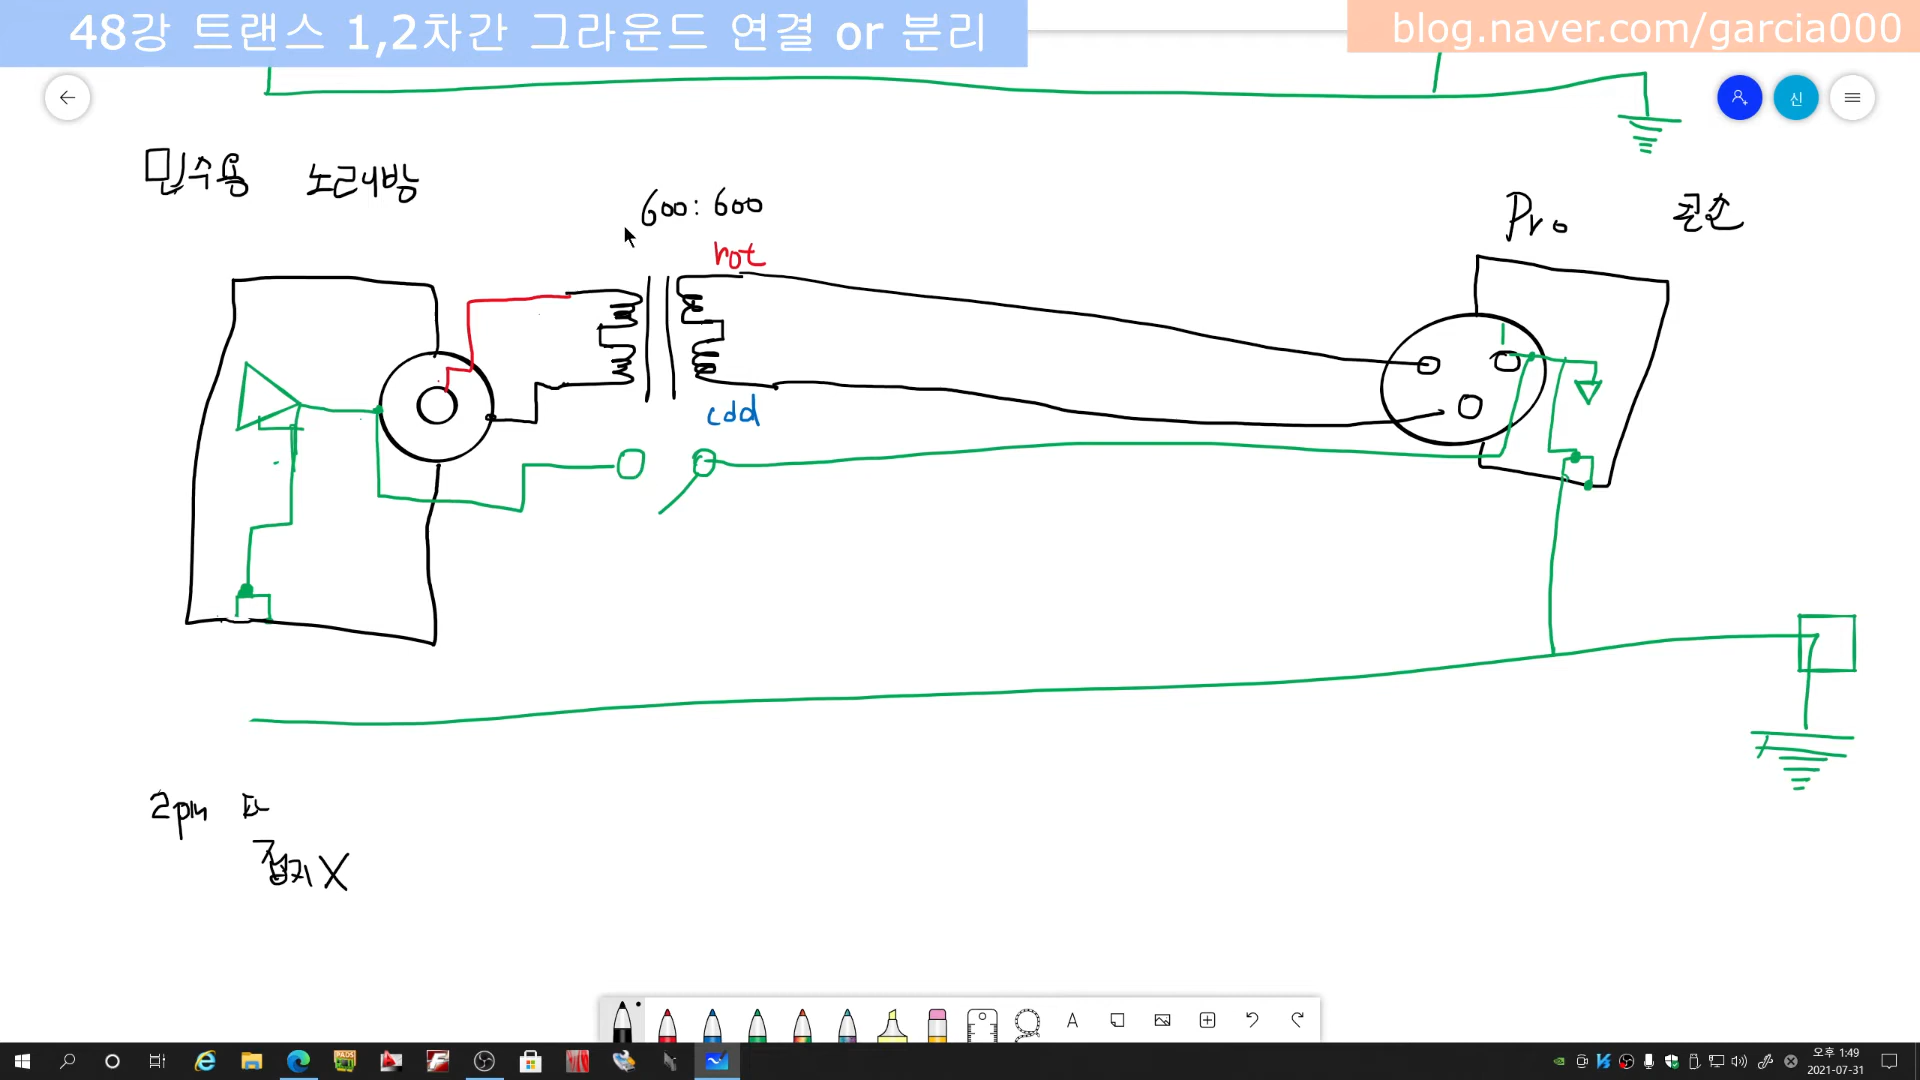 48강 트랜스 1,2차간 그라운드 연결 or 분리
blog.naver.com/garcia000
신
민수용 노래방
600:600
Pro 콘솔
hot
cold
2pin
접지X
A
오후 1:49
2021-07-31